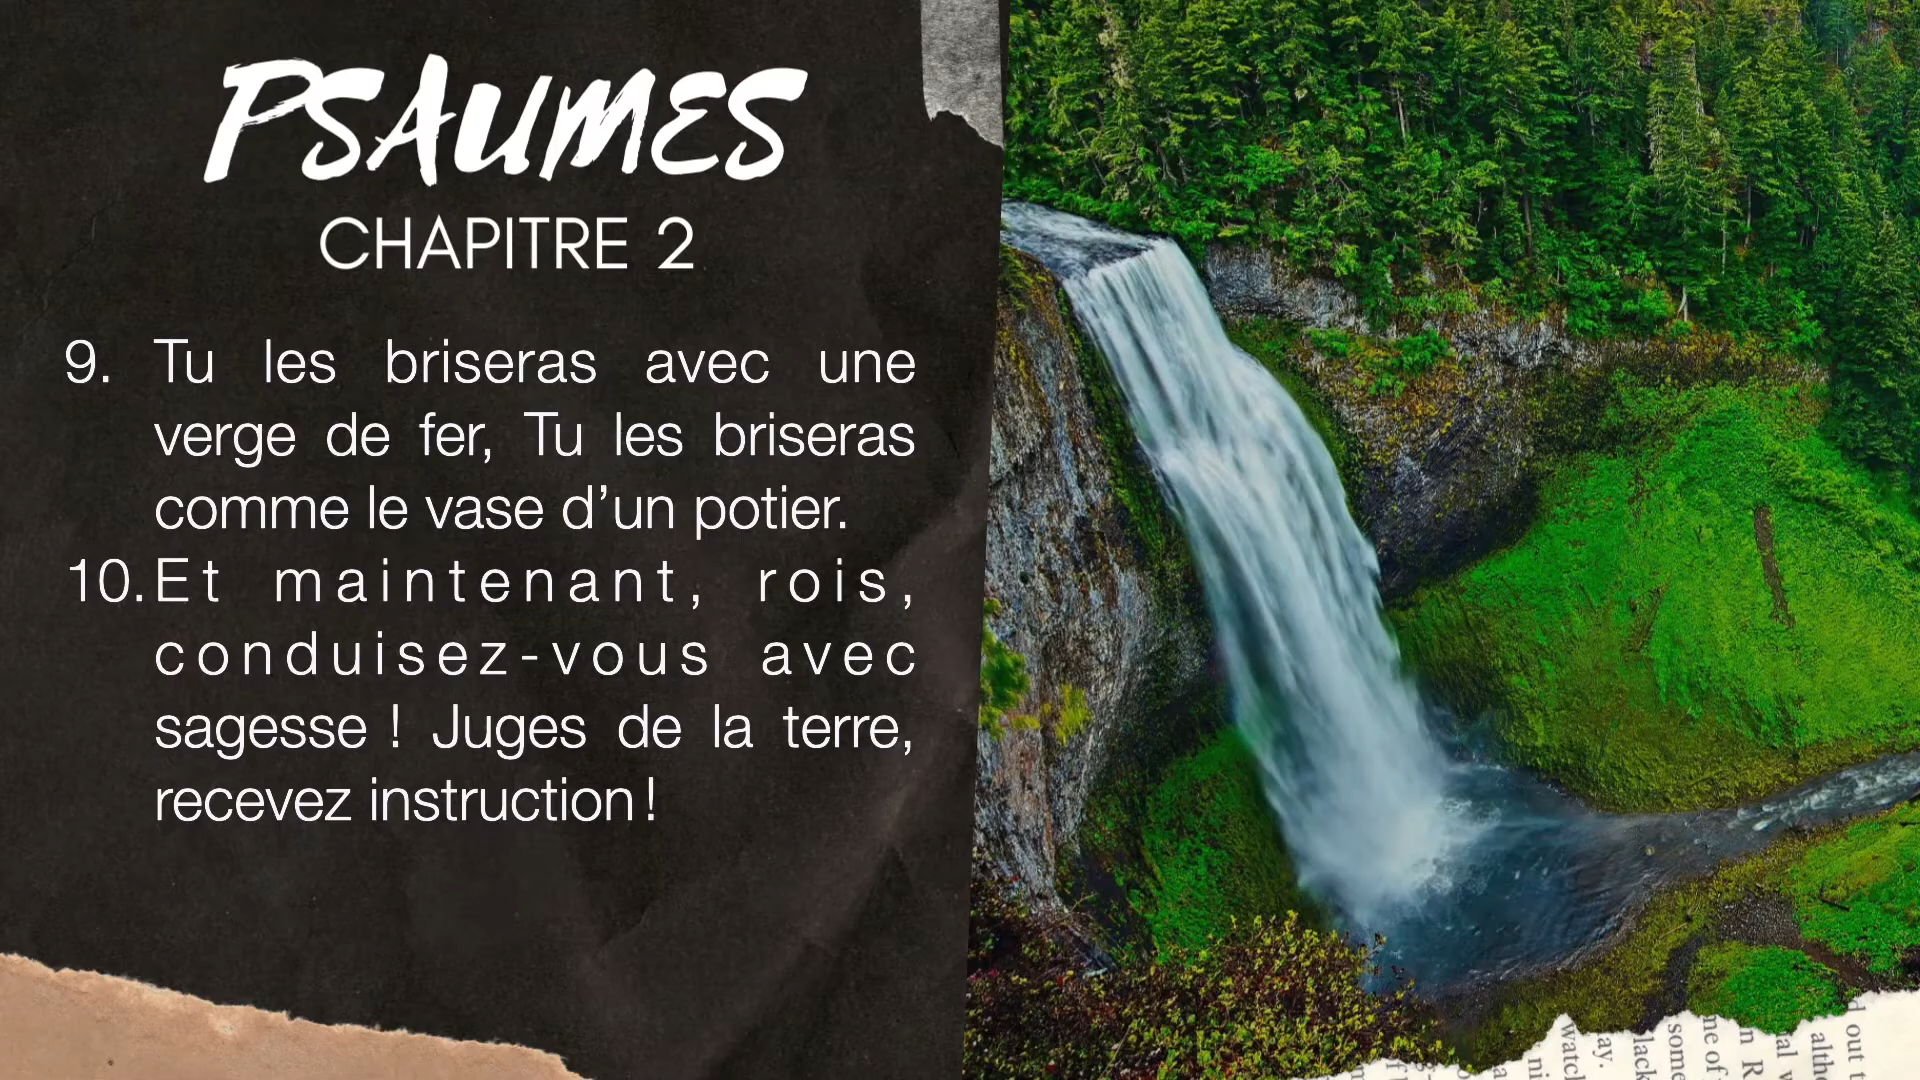 PSAUMES
CHAPITRE 2
9. Tu les briseras avec une
verge de fer, Tu les briseras
comme le vase d’un potier.
10. Et maintenant, rois,
conduisez-vous avec
sagesse ! Juges de la terre,
recevez instruction !